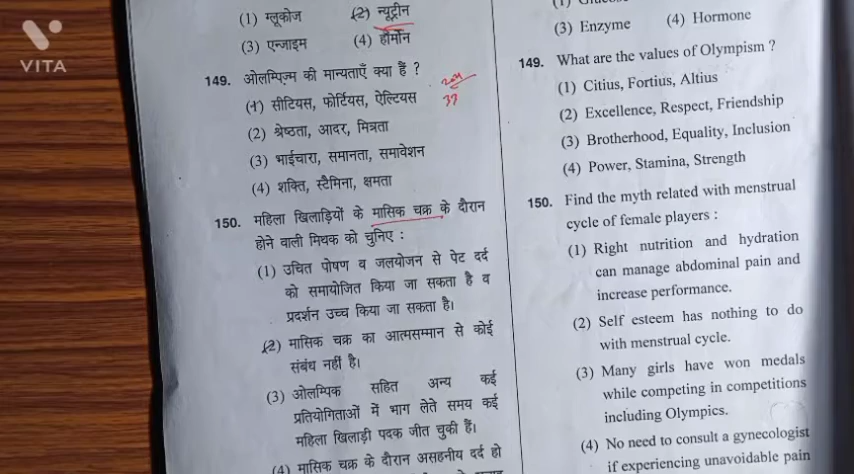 VITA
(1) ग्लूकोज (2) न्यूट्रीन
(3) एन्जाइम (4) हॉर्मोन
149. ओलम्पिज़्म की मान्यताएँ क्या हैं ?
(1) सीटियस, फोर्टियस, ऐल्टियस
(2) श्रेष्ठता, आदर, मित्रता
(3) भाईचारा, समानता, समावेशन
(4) शक्ति, स्टैमिना, क्षमता
150. महिला खिलाड़ियों के मासिक चक्र के दौरान
होने वाली मिथक को चुनिए :
(1) उचित पोषण व जलयोजन से पेट दर्द
को समायोजित किया जा सकता है व
प्रदर्शन उच्च किया जा सकता है।
(2) मासिक चक्र का आत्मसम्मान से कोई
संबंध नहीं है।
(3) ओलम्पिक सहित अन्य कई
प्रतियोगिताओं में भाग लेते समय कई
महिला खिलाड़ी पदक जीत चुकी हैं।
(4) मासिक चक्र के दौरान असहनीय दर्द हो
(3) Enzyme (4) Hormone
149. What are the values of Olympism ?
(1) Citius, Fortius, Altius
(2) Excellence, Respect, Friendship
(3) Brotherhood, Equality, Inclusion
(4) Power, Stamina, Strength
150. Find the myth related with menstrual
cycle of female players :
(1) Right nutrition and hydration
can manage abdominal pain and
increase performance.
(2) Self esteem has nothing to do
with menstrual cycle.
(3) Many girls have won medals
while competing in competitions
including Olympics.
(4) No need to consult a gynecologist
if experiencing unavoidable pain